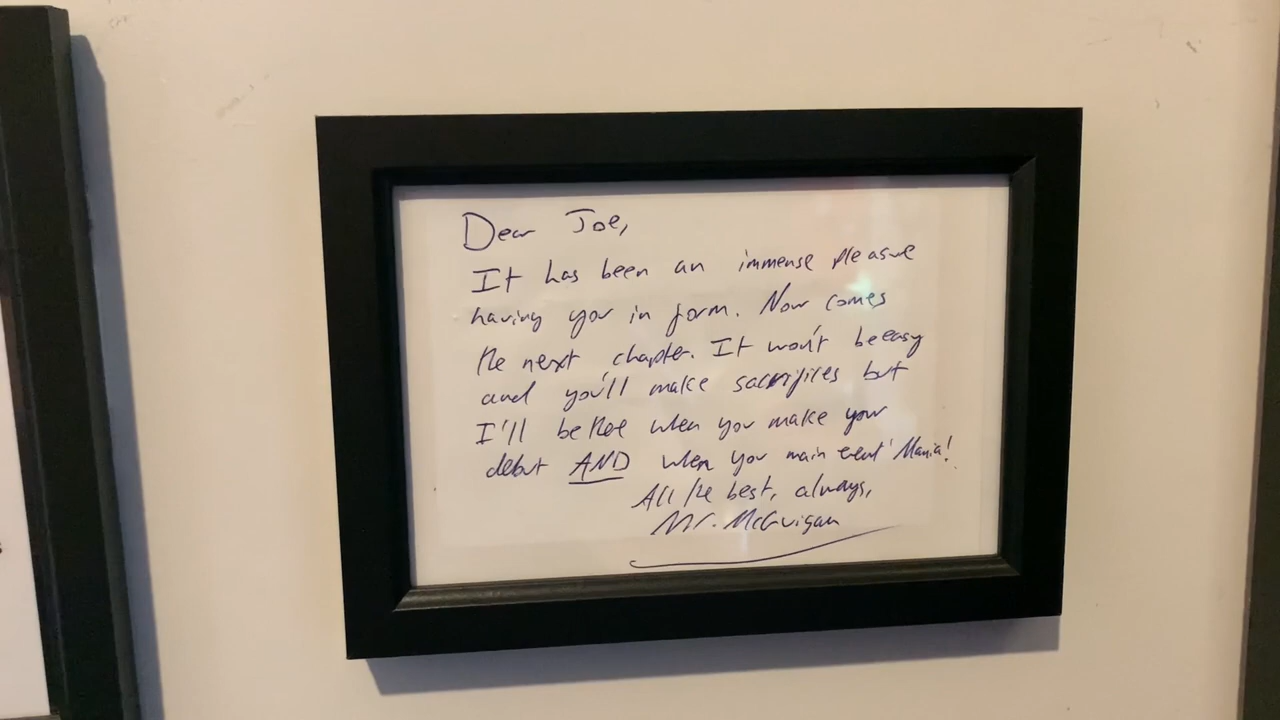 Dear Joe,
It has been an immense pleasure
having you in form. Now comes
the next chapter. It won't be easy
and you'll make sacrifices but
I'll be there when you make your
debut AND when you main event 'Mania!
All the best, always,
Mr. McGuigan